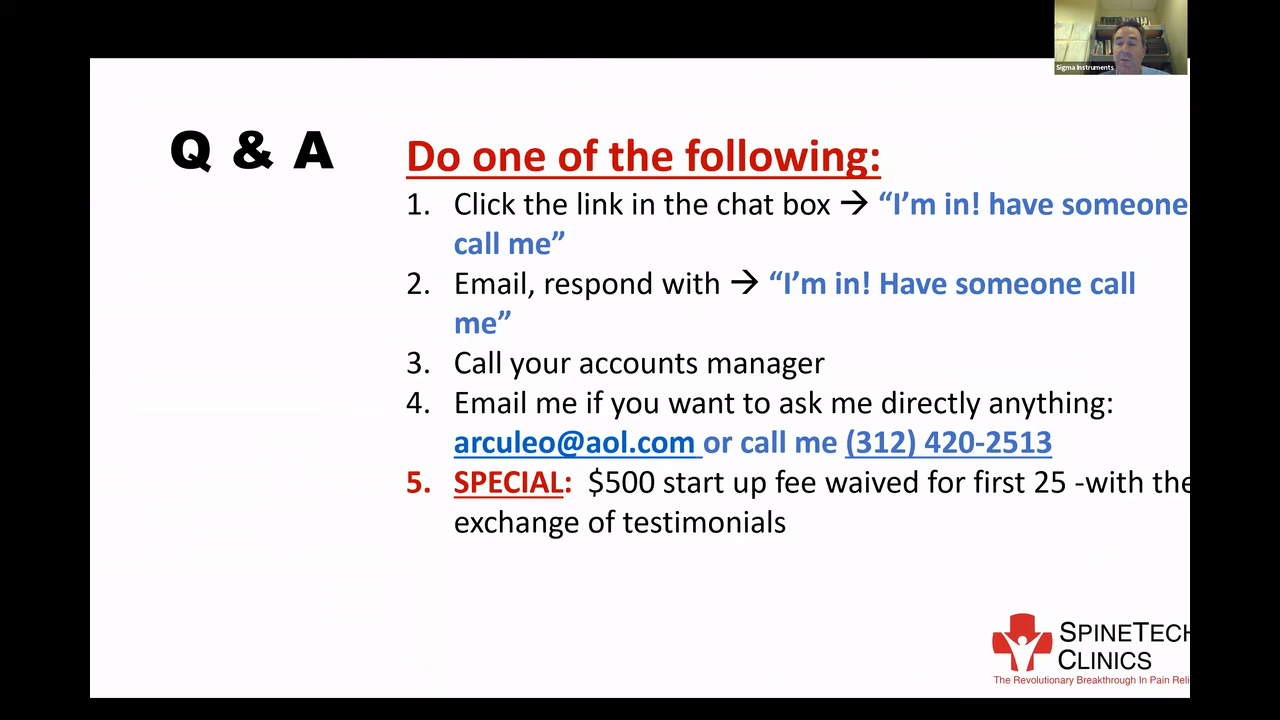 Sigma Instruments
Q & A
Do one of the following:
1. Click the link in the chat box → “I’m in! have someone
call me”
2. Email, respond with → “I’m in! Have someone call
me”
3. Call your accounts manager
4. Email me if you want to ask me directly anything:
arculeo@aol.com or call me (312) 420-2513
5. SPECIAL: $500 start up fee waived for first 25 -with the
exchange of testimonials
SPINETECH
CLINICS
The Revolutionary Breakthrough In Pain Reli